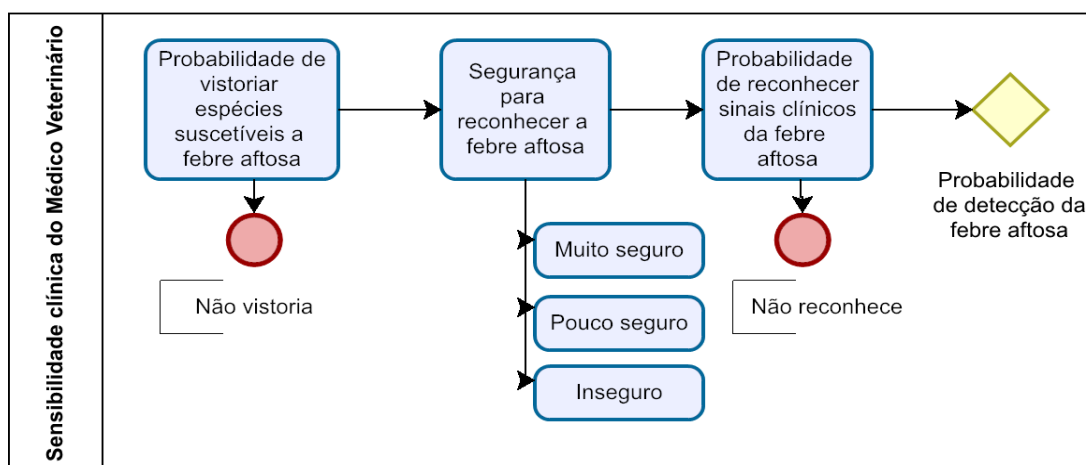 Sensibilidade clínica do Médico Veterinário
Probabilidade de
vistoriar
espécies
suscetíveis a
febre aftosa
Segurança
para
reconhecer a
febre aftosa
Probabilidade
de reconhecer
sinais clínicos
da febre
aftosa
Probabilidade
de detecção da
febre aftosa
Não vistoria
Muito seguro
Pouco seguro
Inseguro
Não reconhece